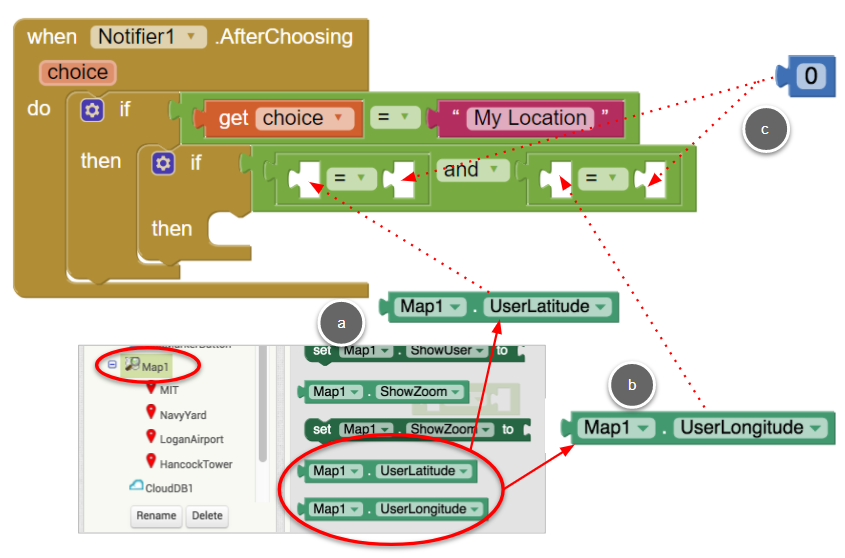 when Notifier1 .AfterChoosing
choice
0
do if get choice = " My Location "
c
then if = and =
then
a
Map1 . UserLatitude
set Map1 . ShowUser to
Map1
b
MIT
Map1 . ShowZoom
NavyYard
Map1 . UserLongitude
set Map1 . ShowZoom to
LoganAirport
HancockTower
Map1 . UserLatitude
CloudDB1
Map1 . UserLongitude
Rename Delete